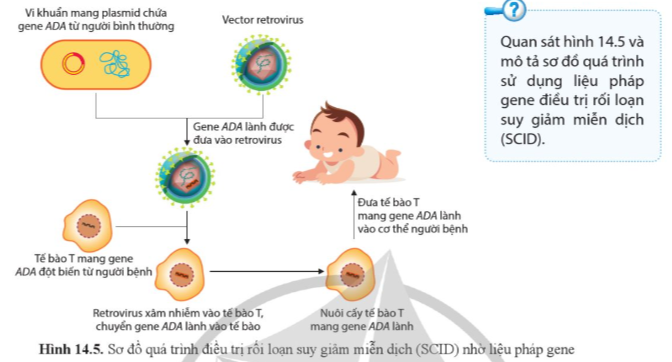 Vi khuẩn mang plasmid chứa
gene ADA từ người bình thường
Vector retrovirus
Gene ADA lành được
đưa vào retrovirus
Tế bào T mang gene
ADA đột biến từ người bệnh
Retrovirus xâm nhiễm vào tế bào T,
chuyển gene ADA lành vào tế bào
Nuôi cấy tế bào T
mang gene ADA lành
Đưa tế bào T
mang gene ADA lành
vào cơ thể người bệnh
Hình 14.5. Sơ đồ quá trình điều trị rối loạn suy giảm miễn dịch (SCID) nhờ liệu pháp gene
?
Quan sát hình 14.5 và
mô tả sơ đồ quá trình
sử dụng liệu pháp
gene điều trị rối loạn
suy giảm miễn dịch
(SCID).